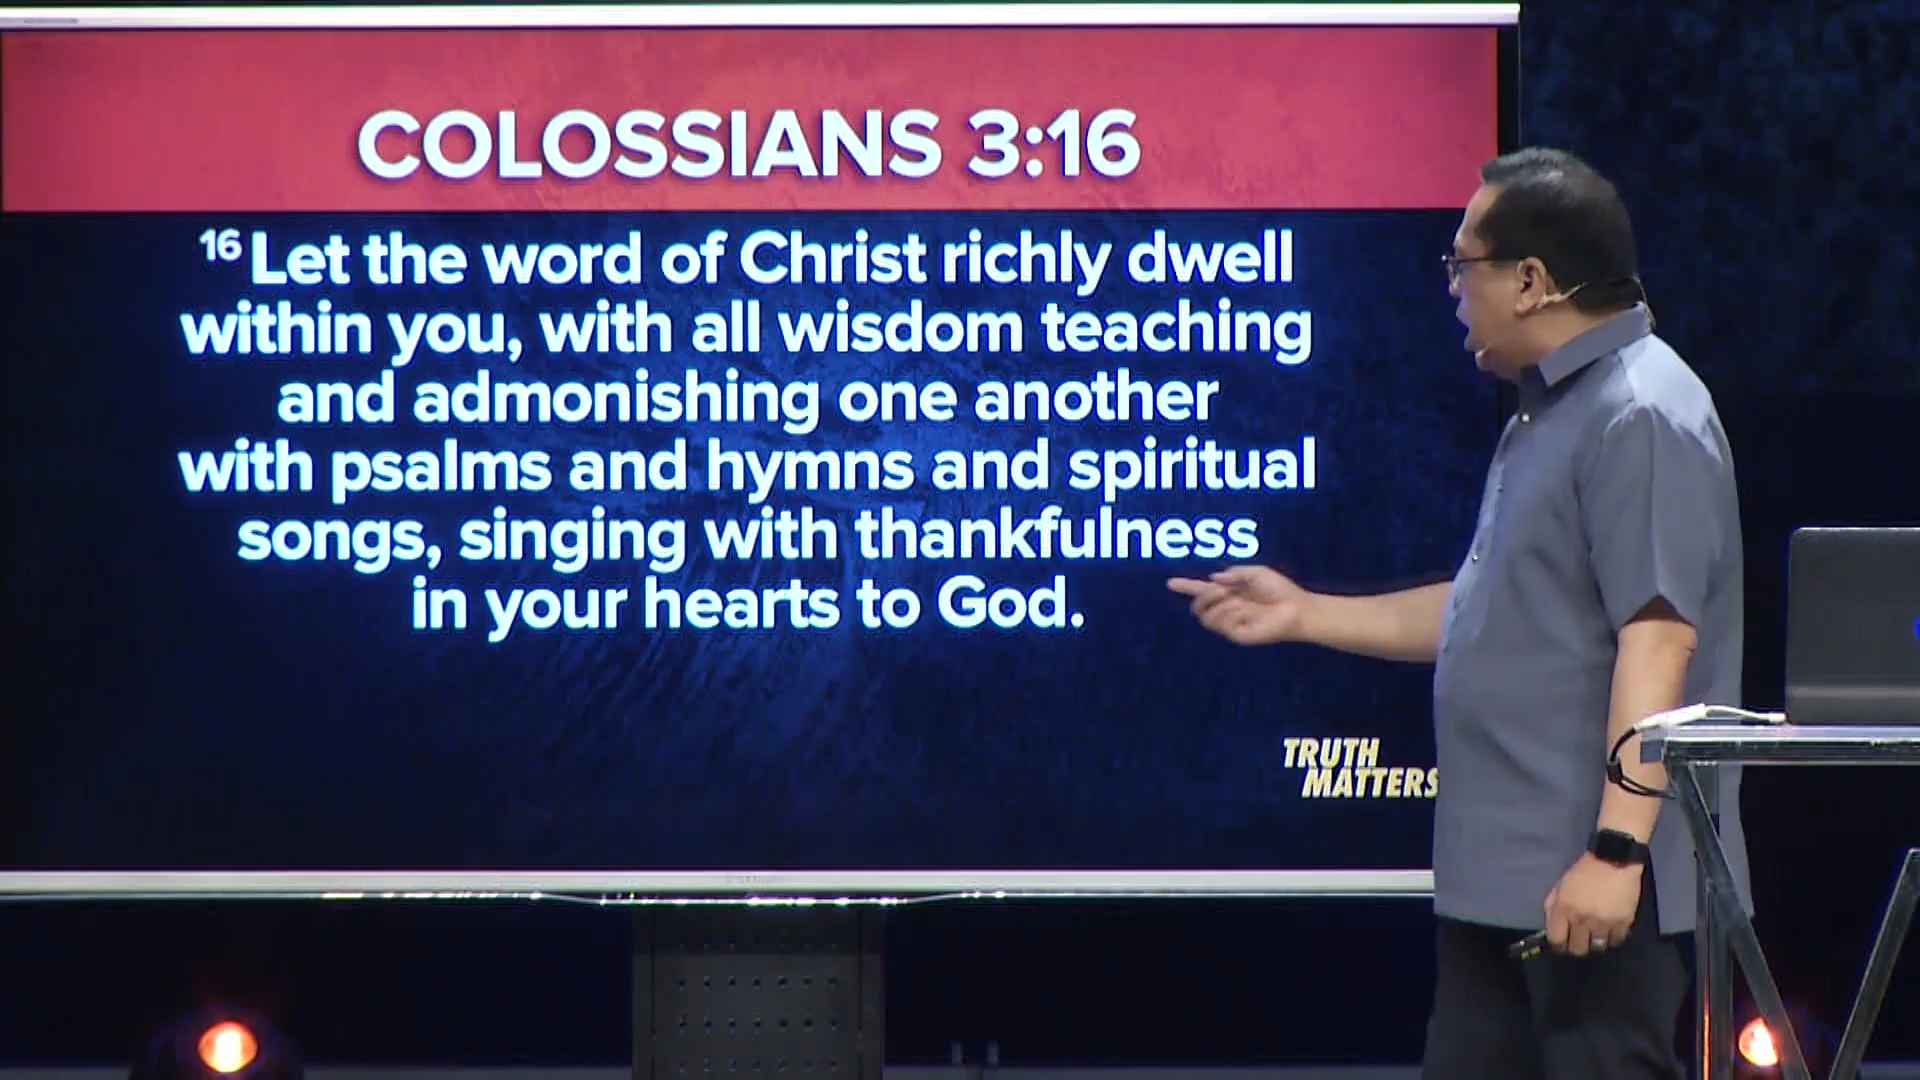 COLOSSIANS 3:16
16 Let the word of Christ richly dwell
within you, with all wisdom teaching
and admonishing one another
with psalms and hymns and spiritual
songs, singing with thankfulness
in your hearts to God.
TRUTH
MATTERS